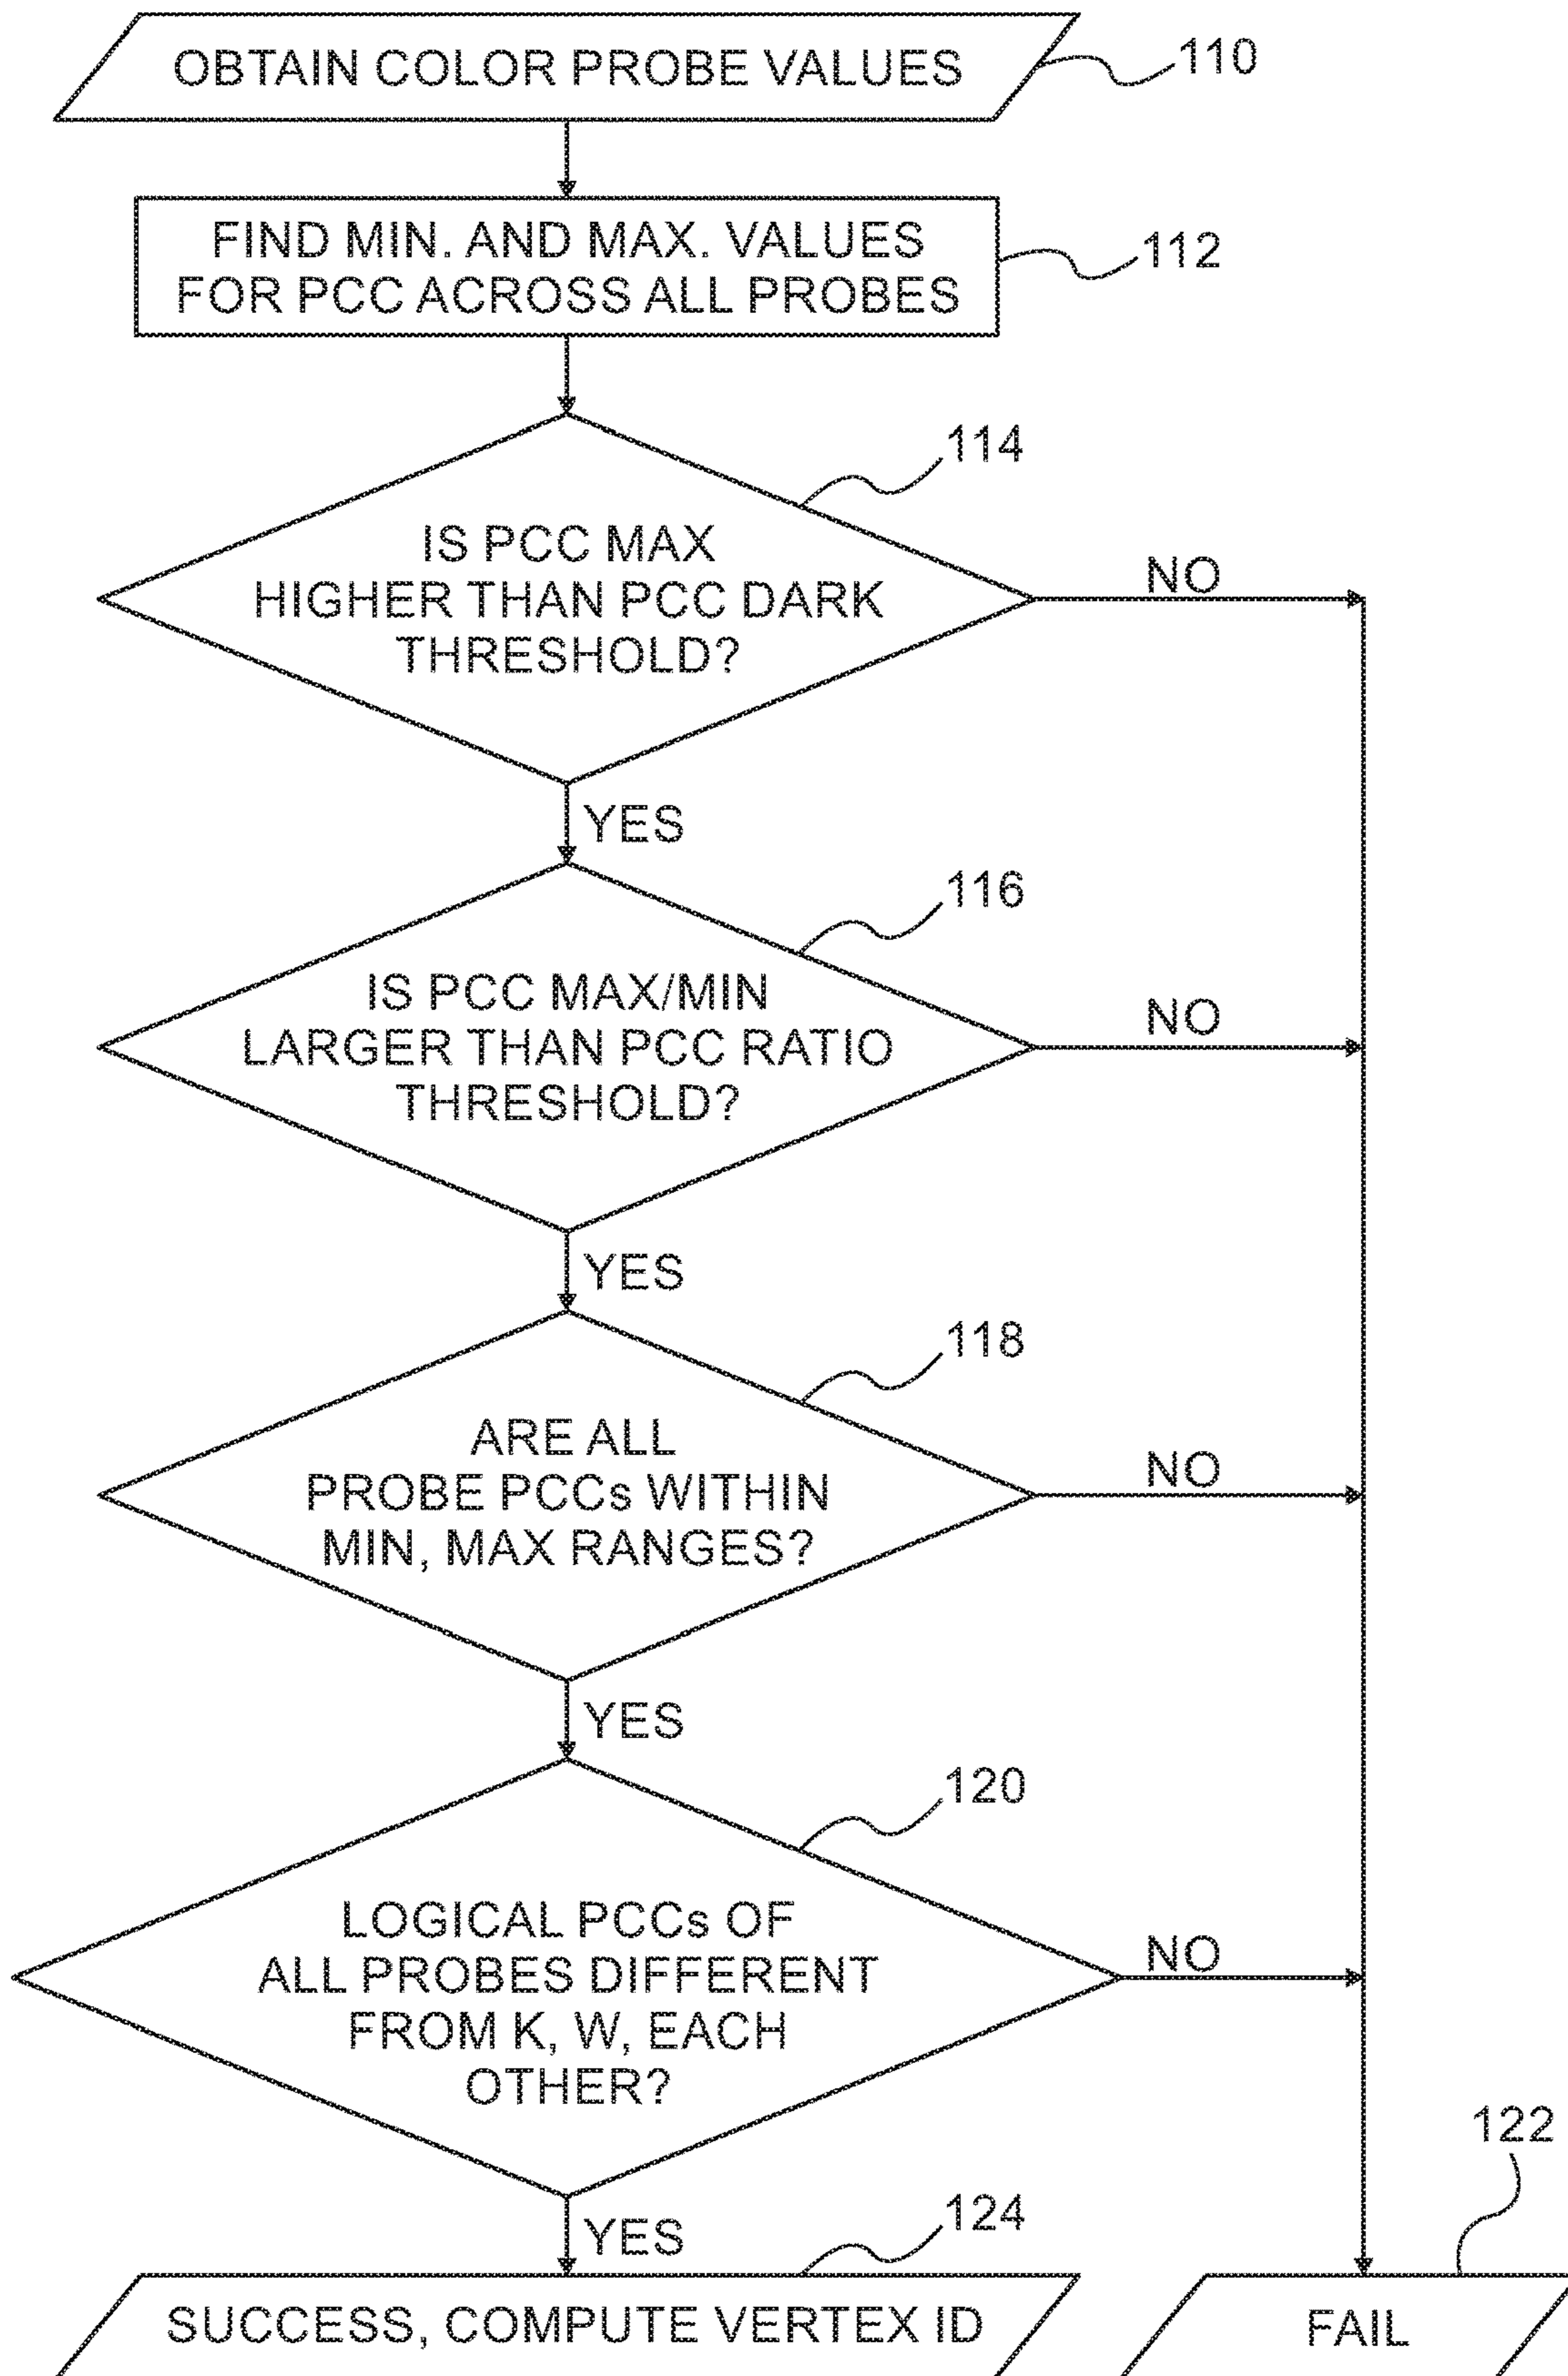 OBTAIN COLOR PROBE VALUES
110
FIND MIN. AND MAX. VALUES
FOR PCC ACROSS ALL PROBES
112
114
IS PCC MAX
HIGHER THAN PCC DARK
THRESHOLD?
NO
YES
116
IS PCC MAX/MIN
LARGER THAN PCC RATIO
THRESHOLD?
NO
YES
118
ARE ALL
PROBE PCCs WITHIN
MIN, MAX RANGES?
NO
YES
120
LOGICAL PCCs OF
ALL PROBES DIFFERENT
FROM K, W, EACH
OTHER?
NO
YES
124
122
SUCCESS, COMPUTE VERTEX ID
FAIL